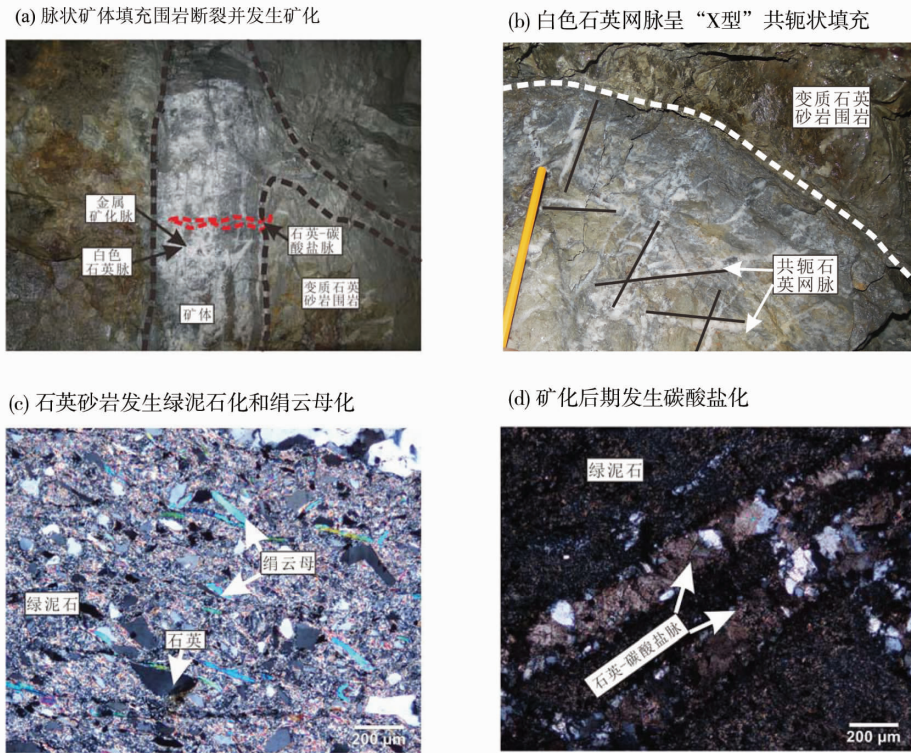 (a) 脉状矿体填充围岩断裂并发生矿化
金属
矿化脉
白色
石英脉
石英-碳
酸盐脉
变质石英
砂岩围岩
矿体
(b) 白色石英网脉呈“X型”共轭状填充
变质石英
砂岩围岩
共轭石
英网脉
(c) 石英砂岩发生绿泥石化和绢云母化
绢云母
绿泥石
石英
200 μm
(d) 矿化后期发生碳酸盐化
绿泥石
石英-碳酸盐脉
200 μm